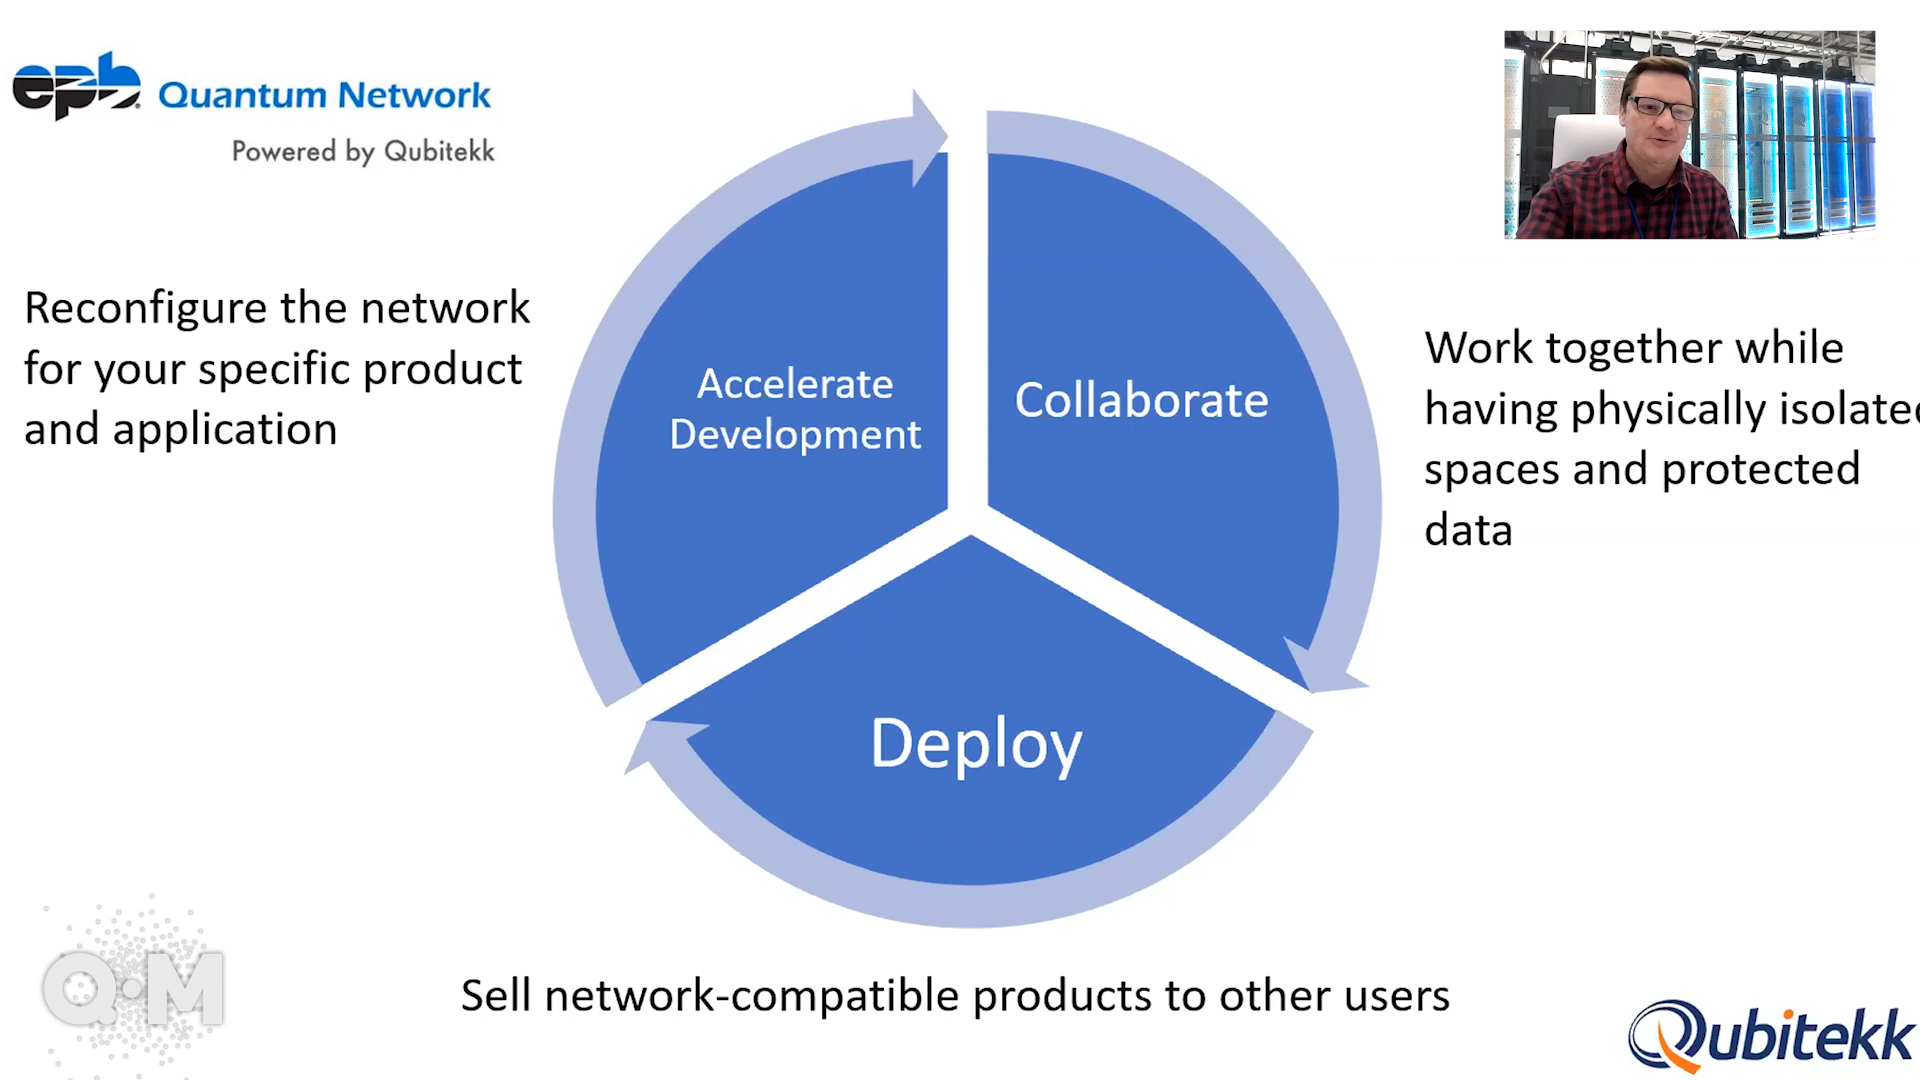 epb Quantum Network
Powered by Qubitekk
Reconfigure the network
for your specific product
and application
Accelerate
Development
Collaborate
Work together while
having physically isolated
spaces and protected
data
Deploy
Sell network-compatible products to other users
Q·M
Qubitekk